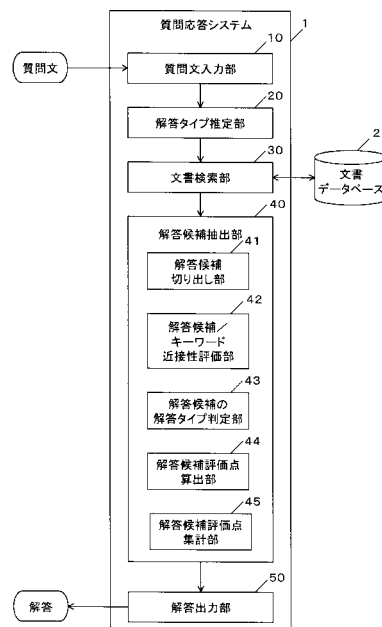 質問応答システム
1
10
質問文
質問文入力部
20
解答タイプ推定部
30
文書検索部
2
文書
データベース
40
解答候補抽出部
41
解答候補
切り出し部
42
解答候補／
キーワード
近接性評価部
43
解答候補の
解答タイプ判定部
44
解答候補評価点
算出部
45
解答候補評価点
集計部
50
解答
解答出力部